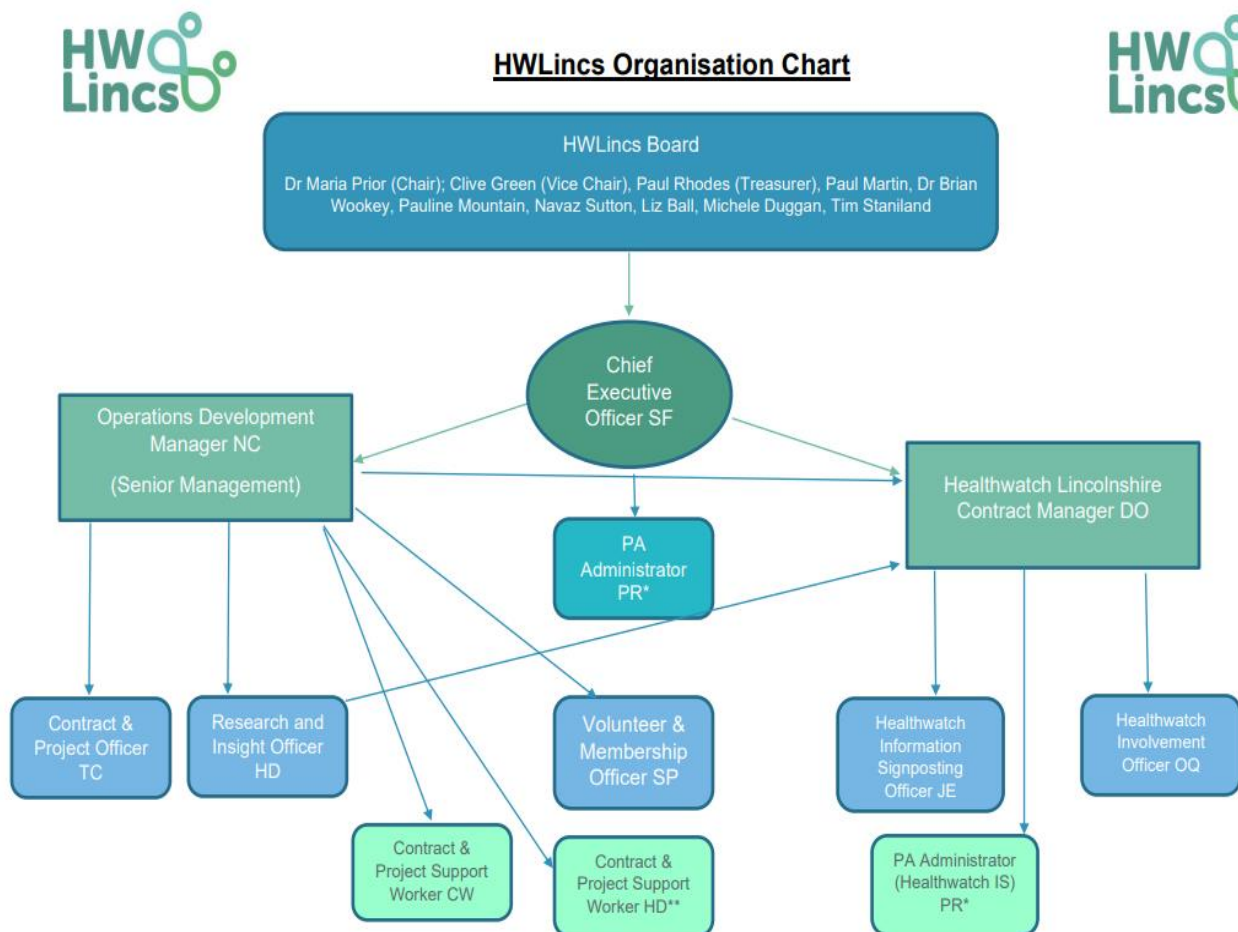 HW
Lincs
HWLincs Organisation Chart
HW
Lincs
HWLincs Board
Dr Maria Prior (Chair); Clive Green (Vice Chair), Paul Rhodes (Treasurer), Paul Martin, Dr Brian
Wookey, Pauline Mountain, Navaz Sutton, Liz Ball, Michele Duggan, Tim Staniland
Chief
Executive
Officer SF
Operations Development
Manager NC
(Senior Management)
Healthwatch Lincolnshire
Contract Manager DO
PA
Administrator
PR*
Contract &
Project Officer
TC
Research and
Insight Officer
HD
Volunteer &
Membership
Officer SP
Healthwatch
Information
Signposting
Officer JE
Healthwatch
Involvement
Officer OQ
Contract &
Project Support
Worker CW
Contract &
Project Support
Worker HD**
PA Administrator
(Healthwatch IS)
PR*